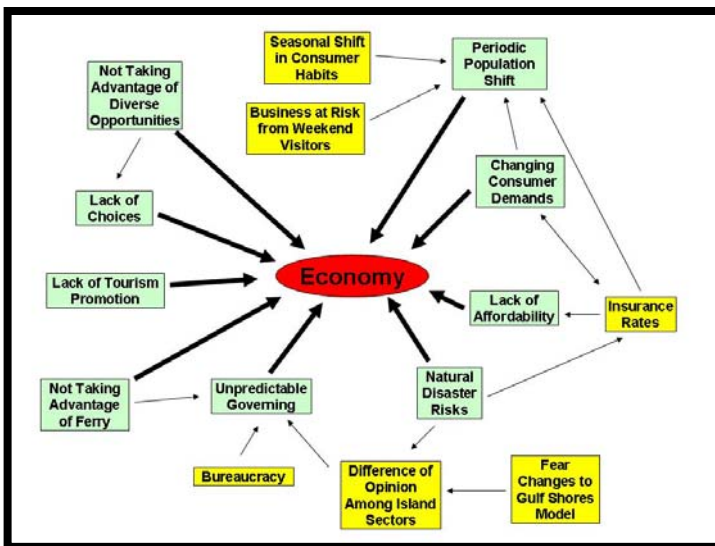 Seasonal Shift
in Consumer
Habits
Periodic
Population
Shift
Not Taking
Advantage of
Diverse
Opportunities
Business at Risk
from Weekend
Visitors
Changing
Consumer
Demands
Lack of
Choices
Economy
Lack of Tourism
Promotion
Lack of
Affordability
Insurance
Rates
Not Taking
Advantage
of Ferry
Unpredictable
Governing
Natural
Disaster
Risks
Bureaucracy
Difference of
Opinion
Among Island
Sectors
Fear
Changes to
Gulf Shores
Model